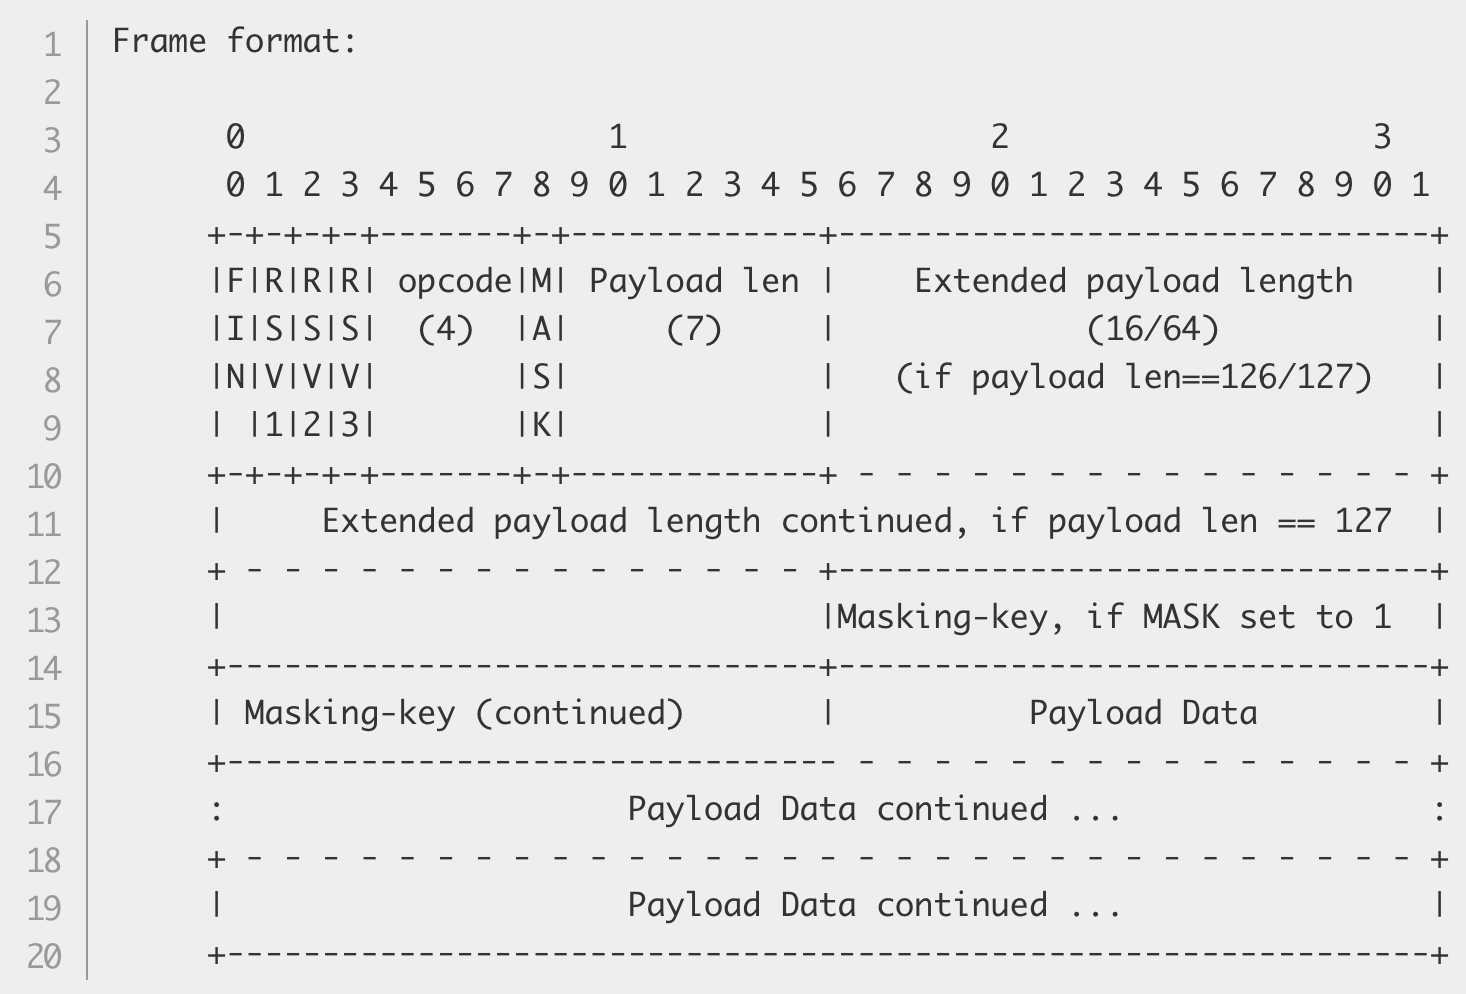 1 Frame format:
2
3       0                   1                   2                   3
4       0 1 2 3 4 5 6 7 8 9 0 1 2 3 4 5 6 7 8 9 0 1 2 3 4 5 6 7 8 9 0 1
5      +-+-+-+-+-------+-+-------------+-------------------------------+
6      |F|R|R|R| opcode|M| Payload len |    Extended payload length    |
7      |I|S|S|S|  (4)  |A|     (7)     |             (16/64)           |
8      |N|V|V|V|       |S|             |   (if payload len==126/127)   |
9      | |1|2|3|       |K|             |                               |
10     +-+-+-+-+-------+-+-------------+ - - - - - - - - - - - - - - - +
11     |     Extended payload length continued, if payload len == 127  |
12     + - - - - - - - - - - - - - - - +-------------------------------+
13     |                               |Masking-key, if MASK set to 1  |
14     +-------------------------------+-------------------------------+
15     | Masking-key (continued)       |          Payload Data         |
16     +-------------------------------- - - - - - - - - - - - - - - - +
17     :                     Payload Data continued ...                :
18     + - - - - - - - - - - - - - - - - - - - - - - - - - - - - - - - +
19     |                     Payload Data continued ...                |
20     +---------------------------------------------------------------+